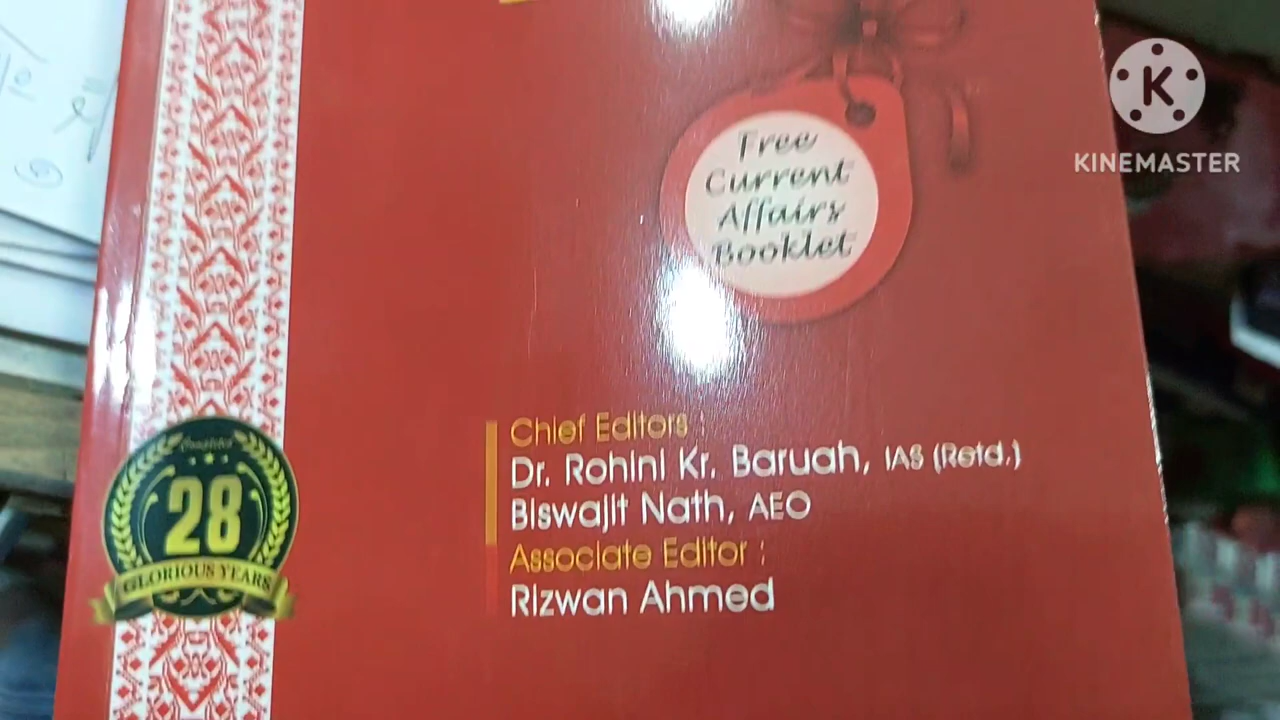 KINEMASTER
Free
Current
Affairs
Booklet
Chief Editors :
Dr. Rohini Kr. Baruah, IAS (Retd.)
Biswajit Nath, AEO
Associate Editor :
Rizwan Ahmed
Completed
28
GLORIOUS YEARS